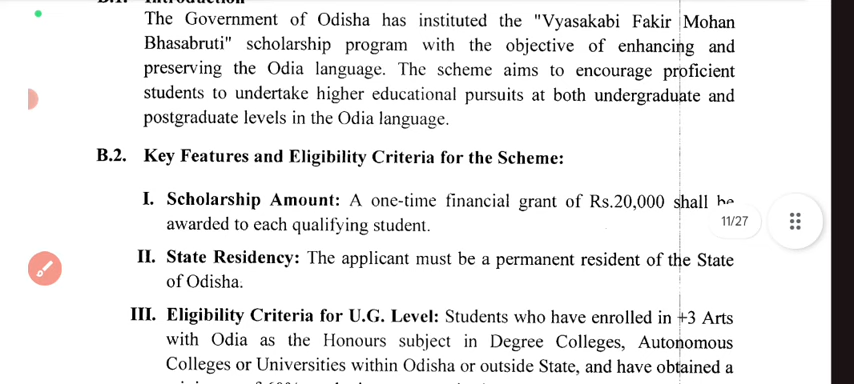 The Government of Odisha has instituted the "Vyasakabi Fakir Mohan
Bhasabruti" scholarship program with the objective of enhancing and
preserving the Odia language. The scheme aims to encourage proficient
students to undertake higher educational pursuits at both undergraduate and
postgraduate levels in the Odia language.
B.2. Key Features and Eligibility Criteria for the Scheme:
I. Scholarship Amount: A one-time financial grant of Rs.20,000 shall be
awarded to each qualifying student.
11/27
II. State Residency: The applicant must be a permanent resident of the State
of Odisha.
III. Eligibility Criteria for U.G. Level: Students who have enrolled in +3 Arts
with Odia as the Honours subject in Degree Colleges, Autonomous
Colleges or Universities within Odisha or outside State, and have obtained a